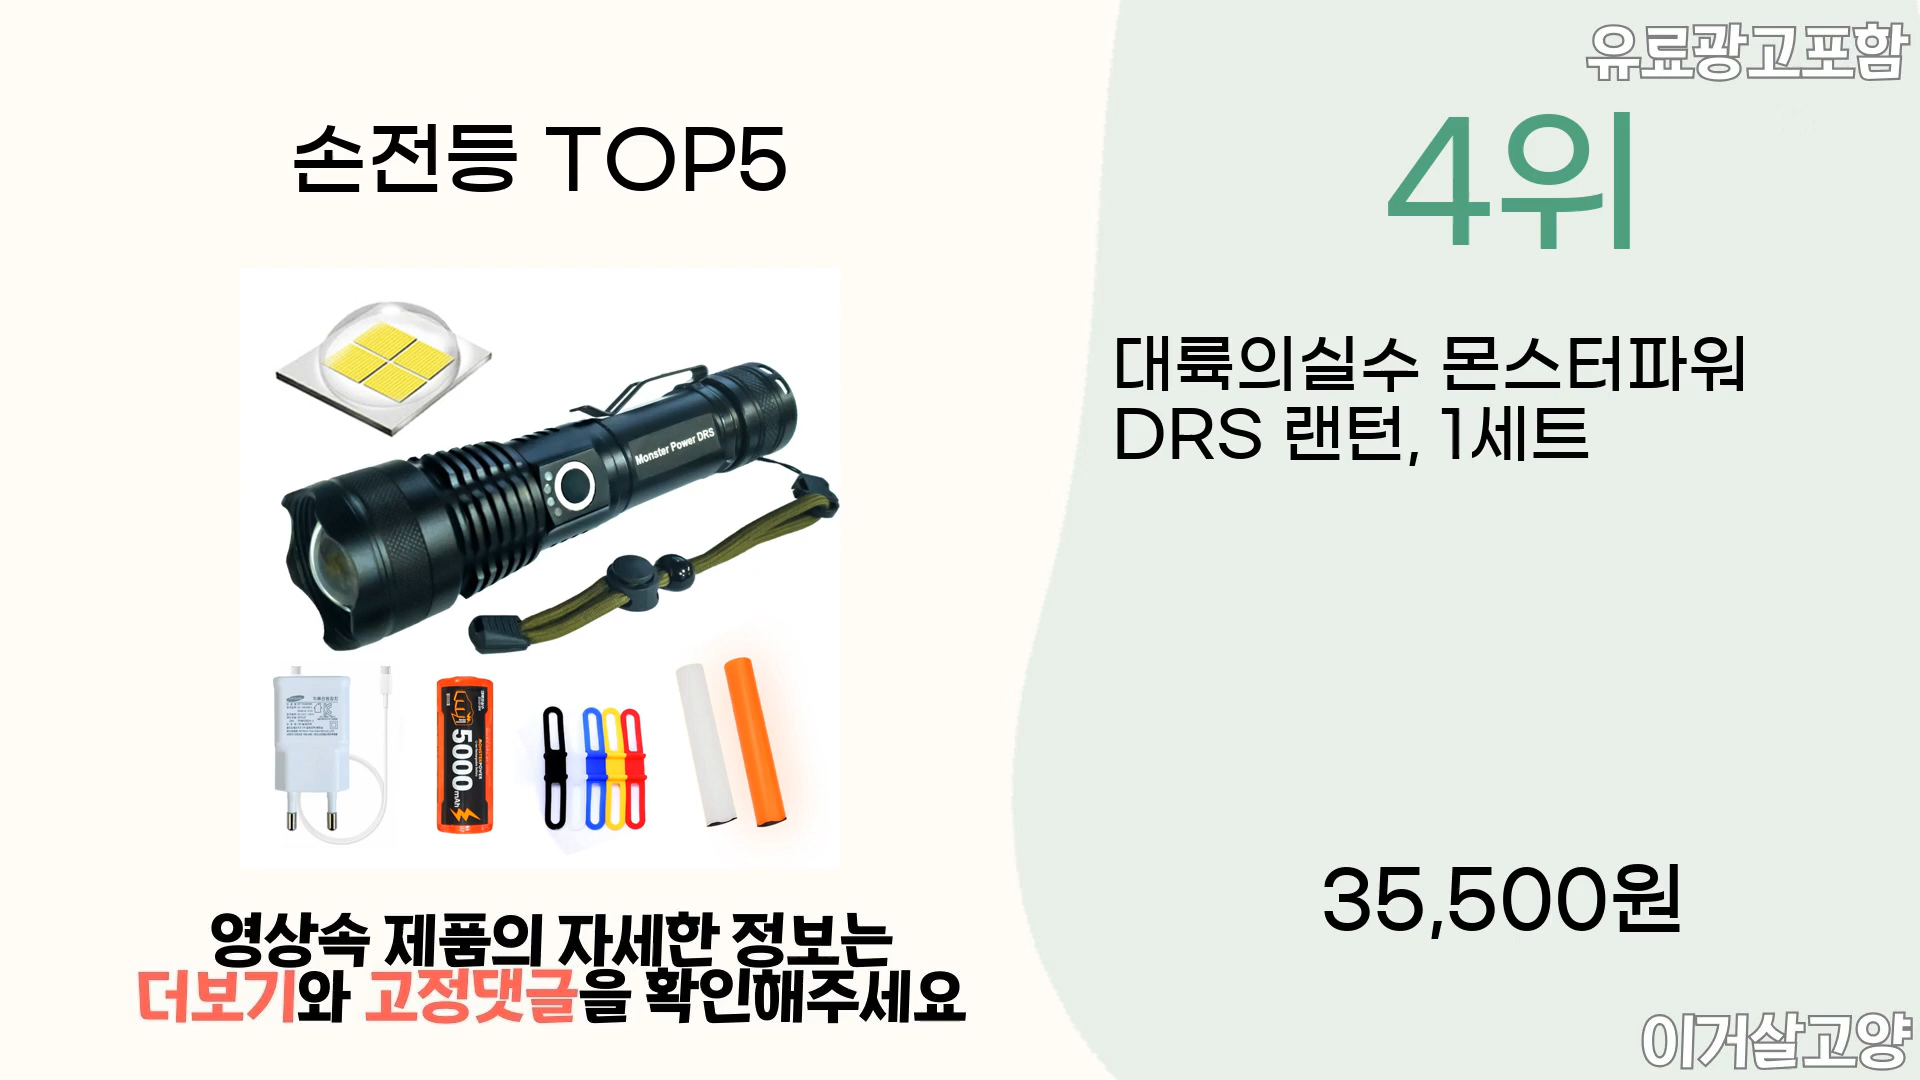 유료광고포함
손전등 TOP5
4위
대륙의실수 몬스터파워
DRS 랜턴, 1세트
Monster Power DRS
5000mAh
MONSTER POWER
35,500원
영상속 제품의 자세한 정보는
더보기와 고정댓글을 확인해주세요
이거살고양